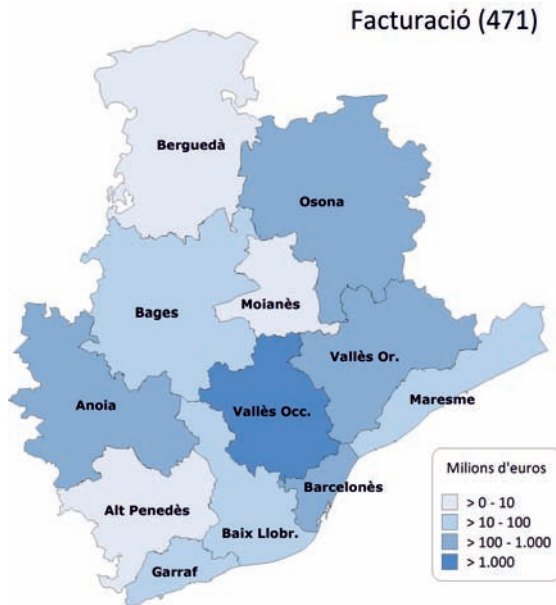 Facturació (471)
Berguedà
Osona
Bages
Moianès
Vallès Or.
Maresme
Anoia
Vallès Occ.
Barcelonès
Alt Penedès
Baix Llobr.
Garraf
Milions d'euros
> 0 - 10
> 10 - 100
> 100 - 1.000
> 1.000